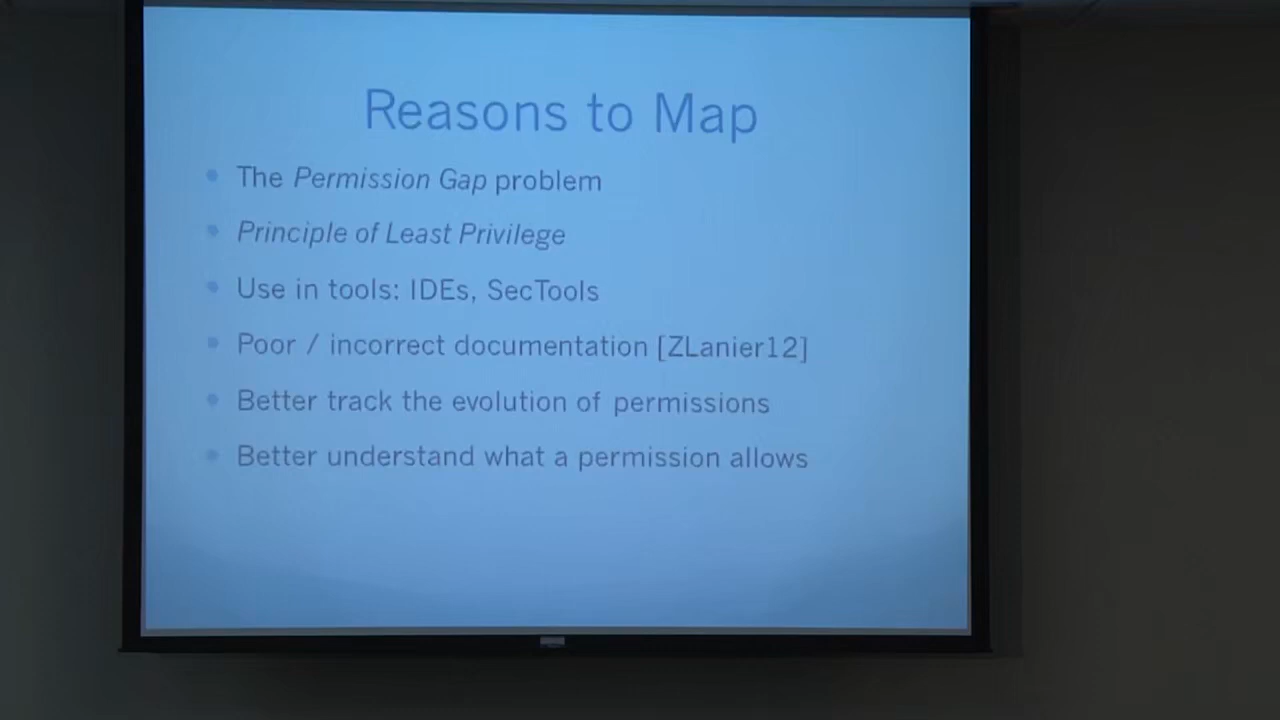 Reasons to Map
The Permission Gap problem
Principle of Least Privilege
Use in tools: IDEs, SecTools
Poor / incorrect documentation [ZLanier12]
Better track the evolution of permissions
Better understand what a permission allows